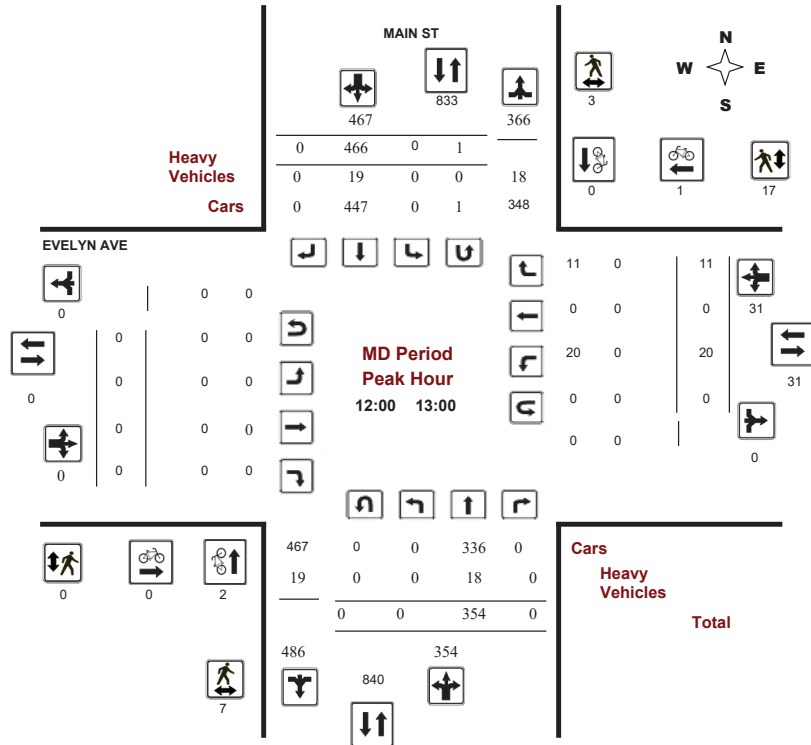 MAIN ST
N
W E
S
833
3
467 366
0 466 0 1
Heavy
Vehicles
0 19 0 0 18
Cars
0 447 0 1 348
0 1 17
EVELYN AVE
11 0 11
0 0 0
0
31
0 0 0
0 0 0
MD Period
Peak Hour
12:00 13:00
20 0 20
31
0
0 0 0
0 0 0
0 0 0
0 0
0
0
0 0 0
467 0 0 336 0
Cars
19 0 0 18 0
Heavy
Vehicles
0 0 2
0 0 354 0
Total
486 354
840
7